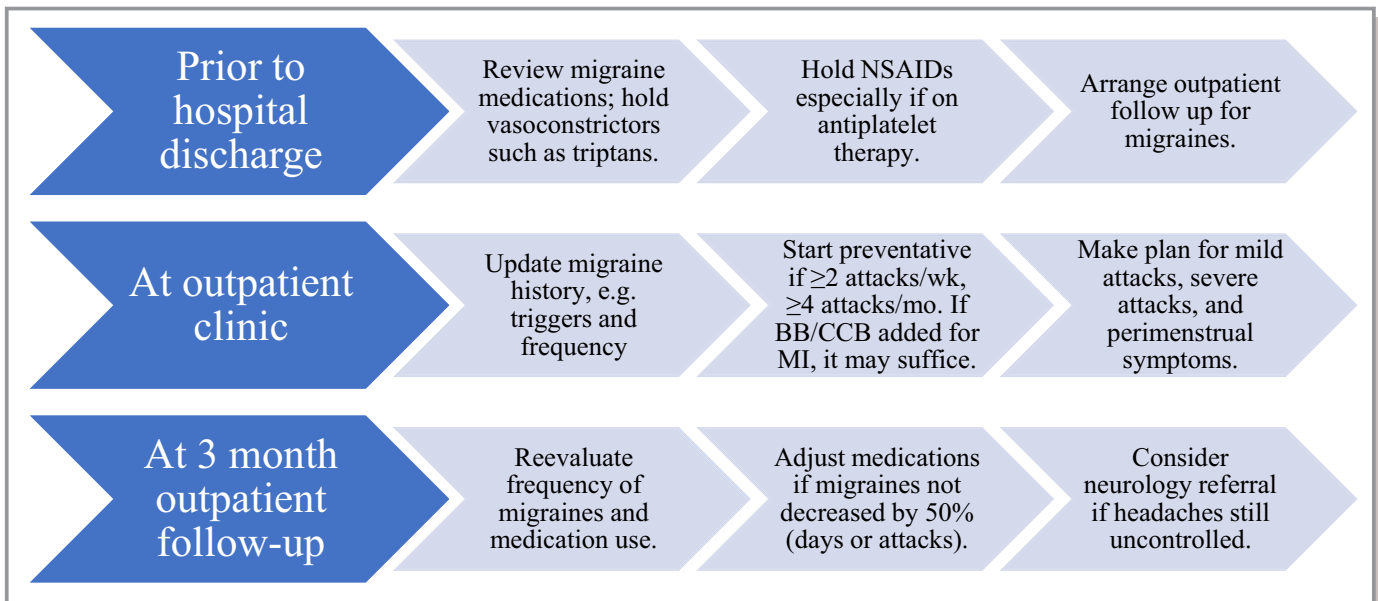 Prior to
hospital
discharge
Review migraine
medications; hold
vasoconstrictors
such as triptans.
Hold NSAIDs
especially if on
antiplatelet
therapy.
Arrange outpatient
follow up for
migraines.
At outpatient
clinic
Update migraine
history, e.g.
triggers and
frequency
Start preventative
if ≥2 attacks/wk,
≥4 attacks/mo. If
BB/CCB added for
MI, it may suffice.
Make plan for mild
attacks, severe
attacks, and
perimenstrual
symptoms.
At 3 month
outpatient
follow-up
Reevaluate
frequency of
migraines and
medication use.
Adjust medications
if migraines not
decreased by 50%
(days or attacks).
Consider
neurology referral
if headaches still
uncontrolled.